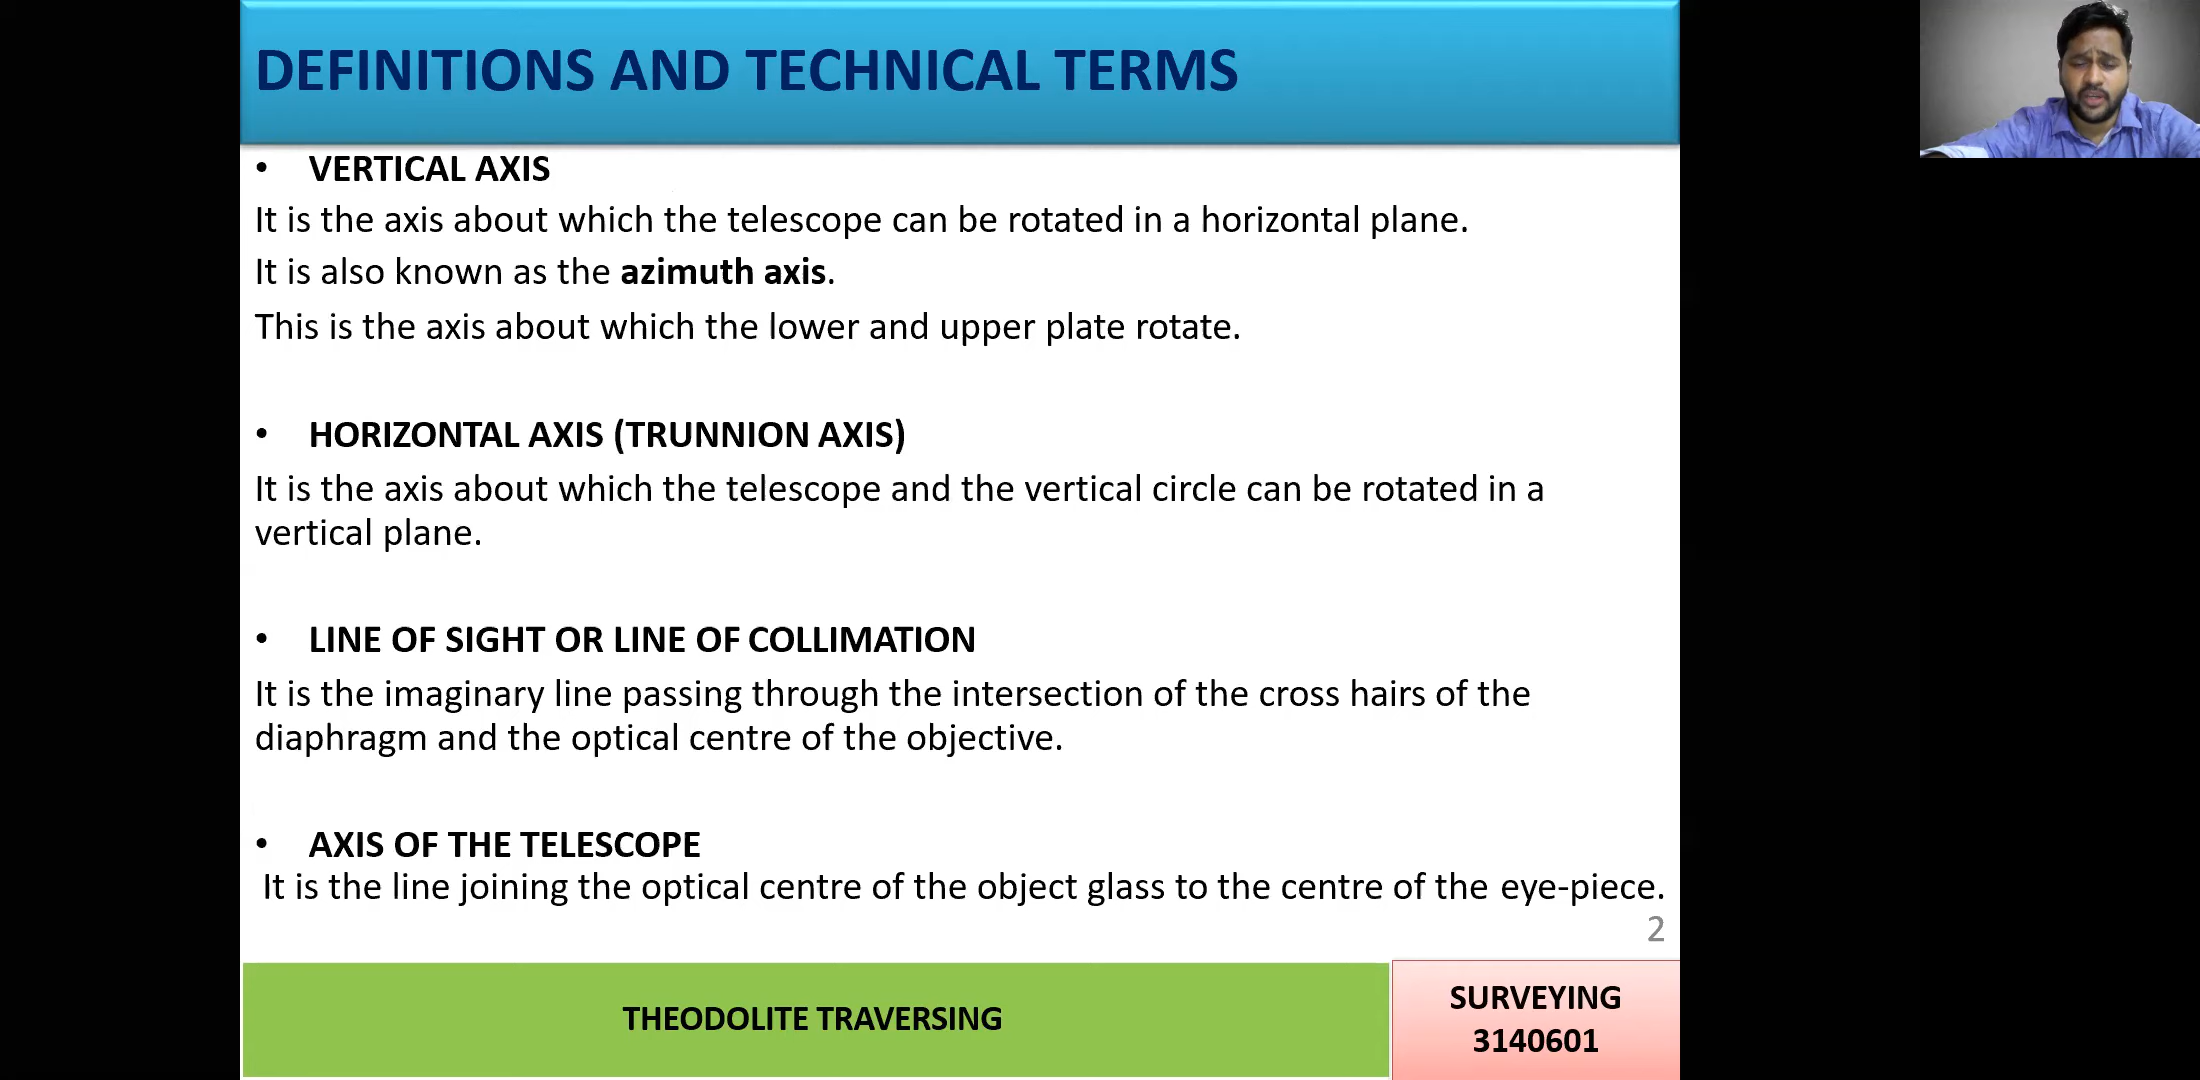 DEFINITIONS AND TECHNICAL TERMS
• VERTICAL AXIS
It is the axis about which the telescope can be rotated in a horizontal plane.
It is also known as the azimuth axis.
This is the axis about which the lower and upper plate rotate.
• HORIZONTAL AXIS (TRUNNION AXIS)
It is the axis about which the telescope and the vertical circle can be rotated in a
vertical plane.
• LINE OF SIGHT OR LINE OF COLLIMATION
It is the imaginary line passing through the intersection of the cross hairs of the
diaphragm and the optical centre of the objective.
• AXIS OF THE TELESCOPE
It is the line joining the optical centre of the object glass to the centre of the eye-piece.
2
THEODOLITE TRAVERSING
SURVEYING
3140601